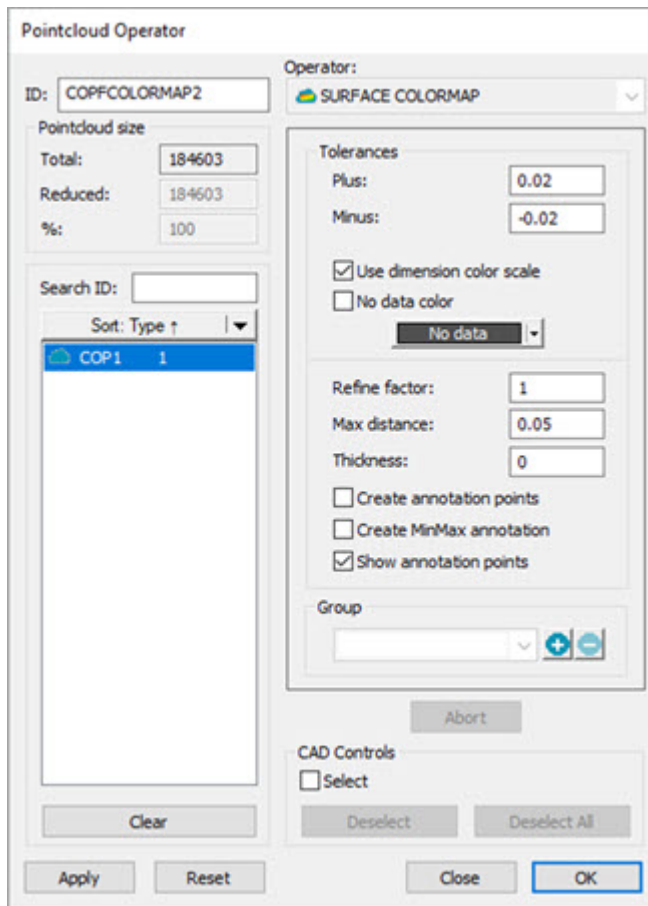 Pointcloud Operator
ID: COPFCOLORMAP2
Operator:
SURFACE COLORMAP
Pointcloud size
Total: 184603
Reduced: 184603
%: 100
Search ID:
Sort: Type ↑
COP1 1
Clear
Tolerances
Plus: 0.02
Minus: -0.02
Use dimension color scale
No data color
No data
Refine factor: 1
Max distance: 0.05
Thickness: 0
Create annotation points
Create MinMax annotation
Show annotation points
Group
Abort
CAD Controls
Select
Deselect Deselect All
Apply Reset Close OK